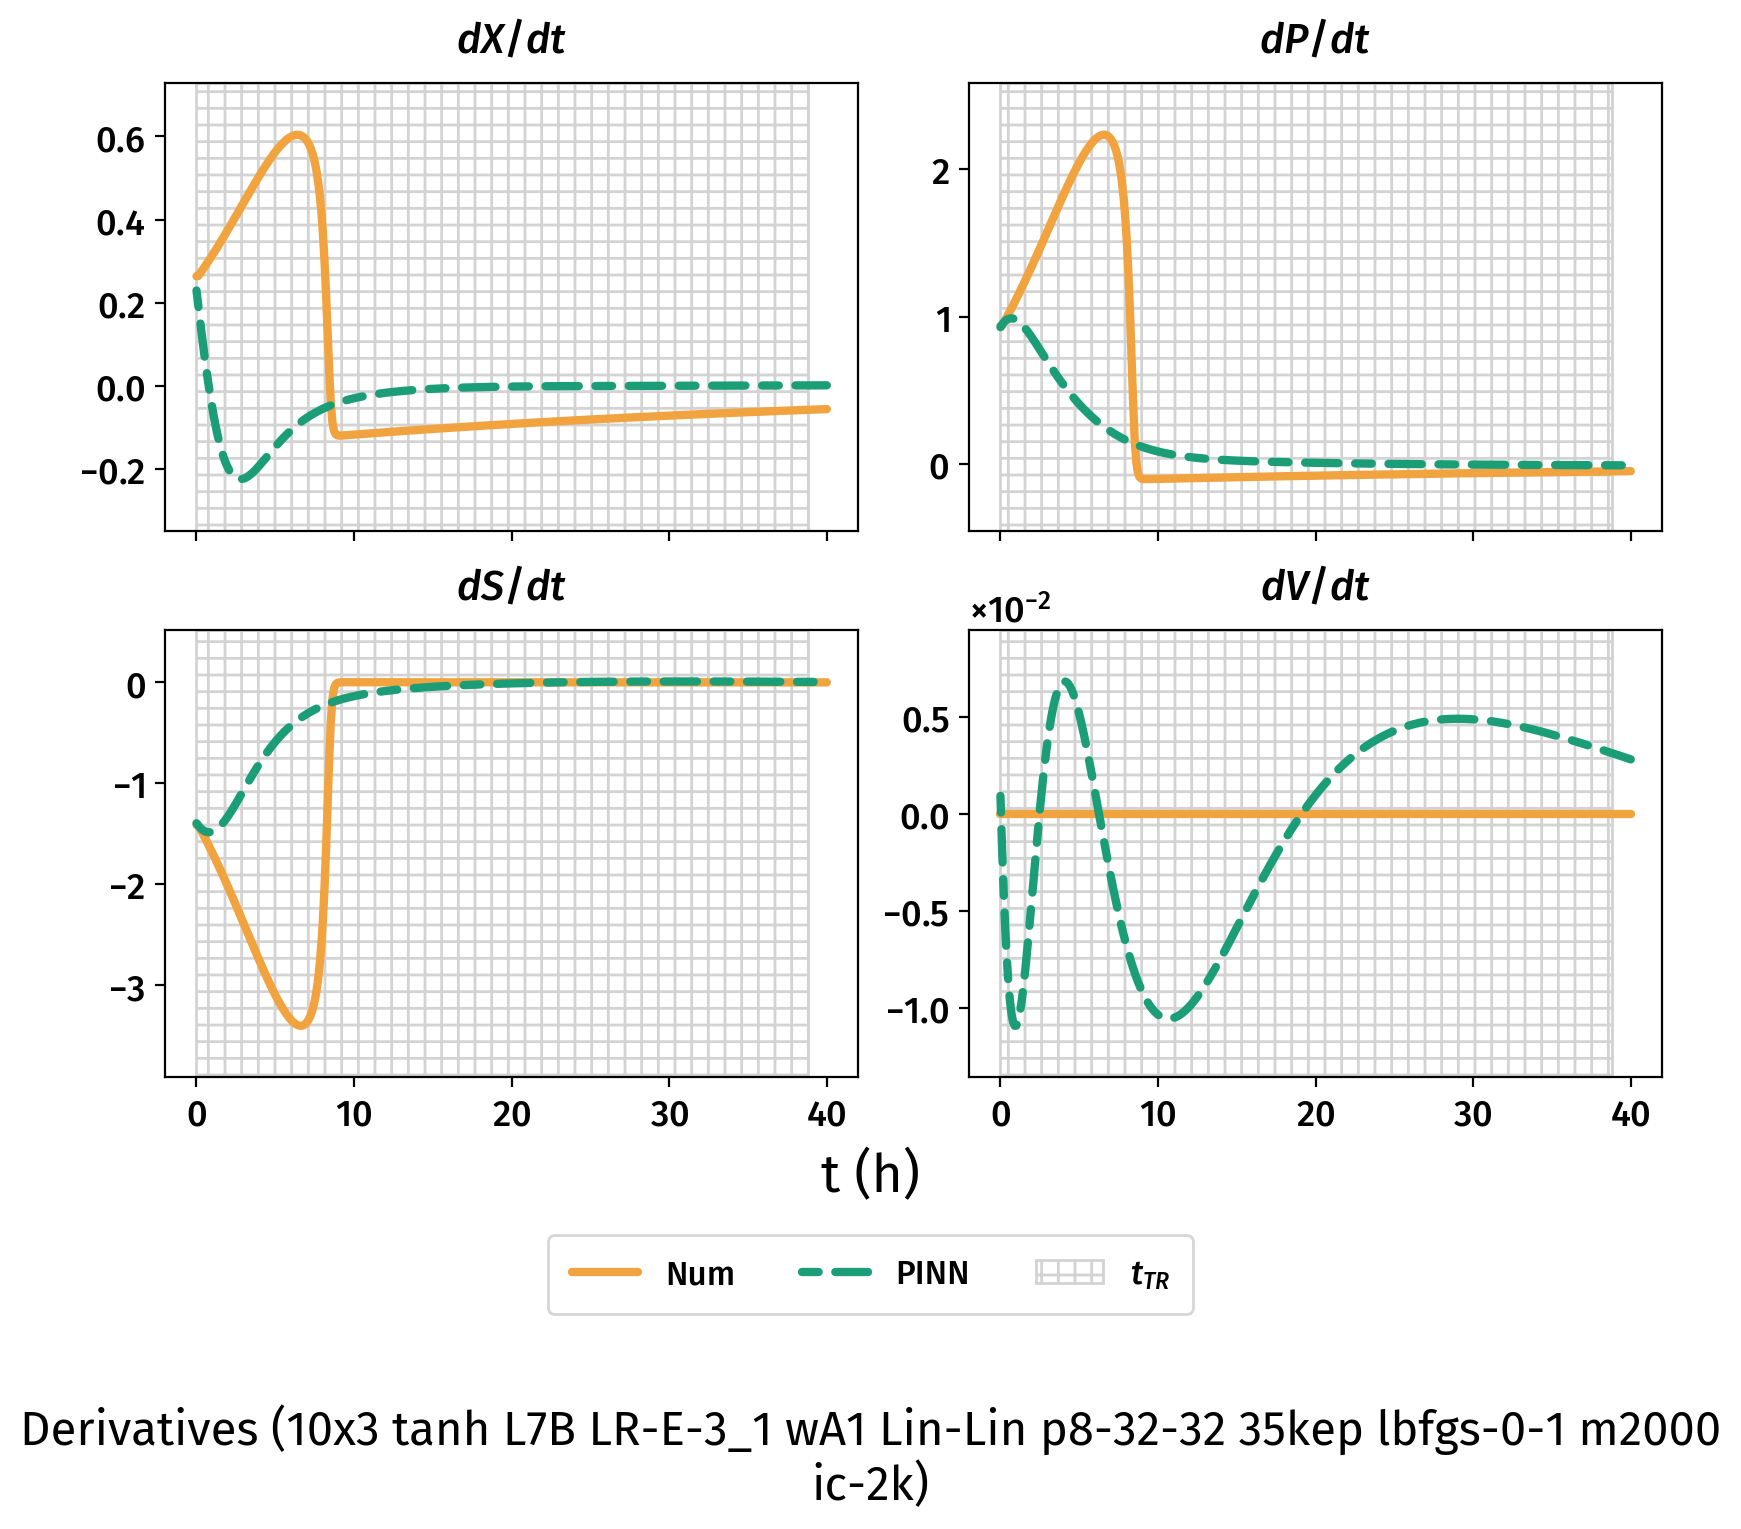 dX/dt
dP/dt
0.6
0.4
0.2
0.0
−0.2
2
1
0
dS/dt
dV/dt
×10⁻²
0
−1
−2
−3
0.5
0.0
−0.5
−1.0
0 10 20 30 40
0 10 20 30 40
t (h)
Num PINN t_TR
Derivatives (10x3 tanh L7B LR-E-3_1 wA1 Lin-Lin p8-32-32 35kep lbfgs-0-1 m2000
ic-2k)